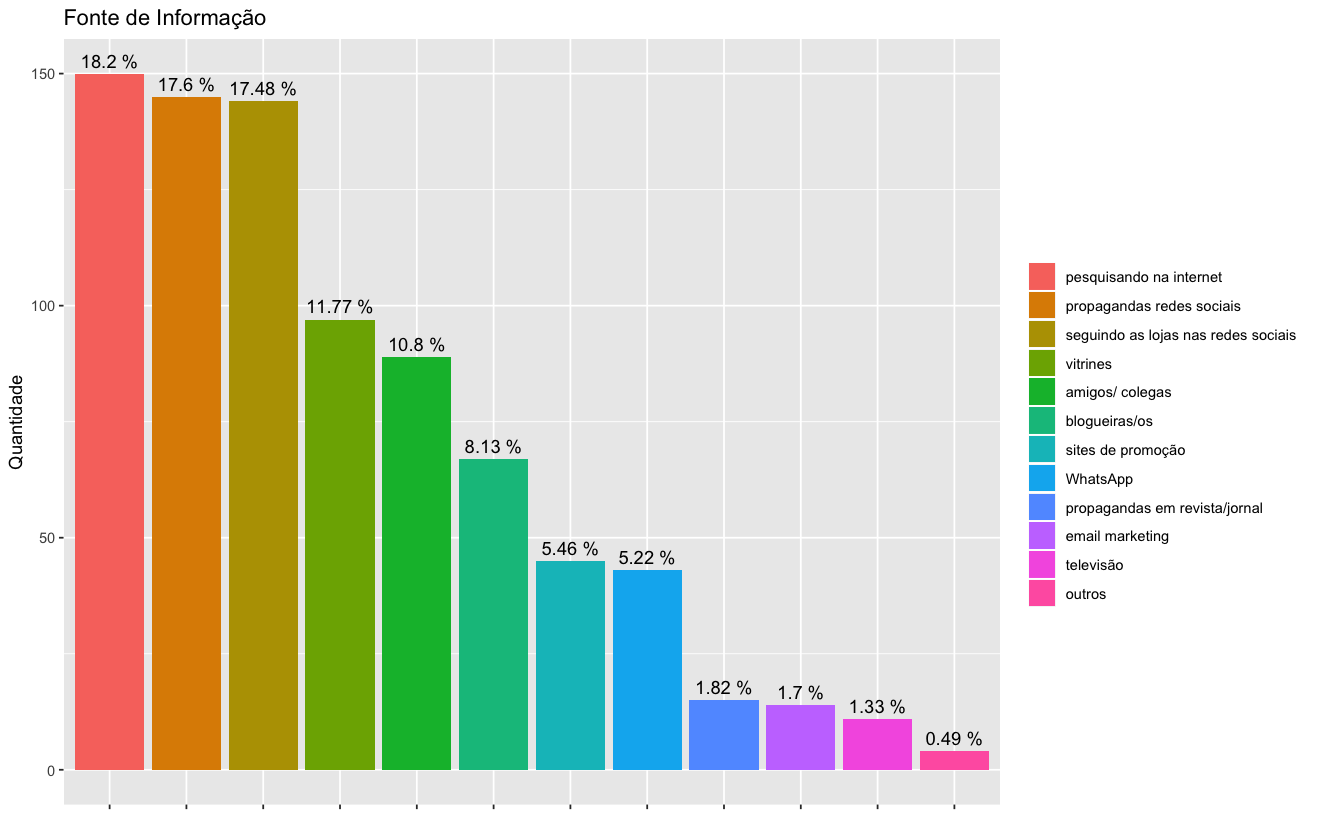 Fonte de Informação
Quantidade
150
100
50
0
18.2 %
17.6 %
17.48 %
11.77 %
10.8 %
8.13 %
5.46 %
5.22 %
1.82 %
1.7 %
1.33 %
0.49 %
pesquisando na internet
propagandas redes sociais
seguindo as lojas nas redes sociais
vitrines
amigos/ colegas
blogueiras/os
sites de promoção
WhatsApp
propagandas em revista/jornal
email marketing
televisão
outros